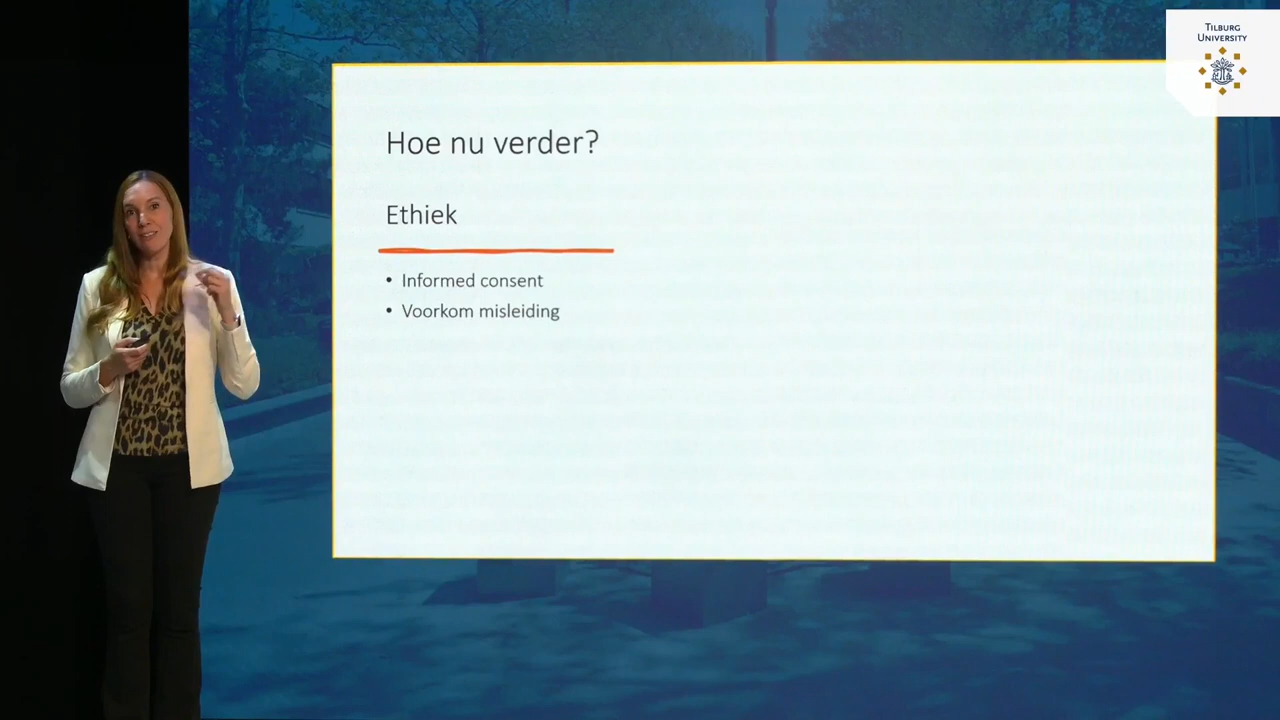 TILBURG
UNIVERSITY
Hoe nu verder?
Ethiek
• Informed consent
• Voorkom misleiding